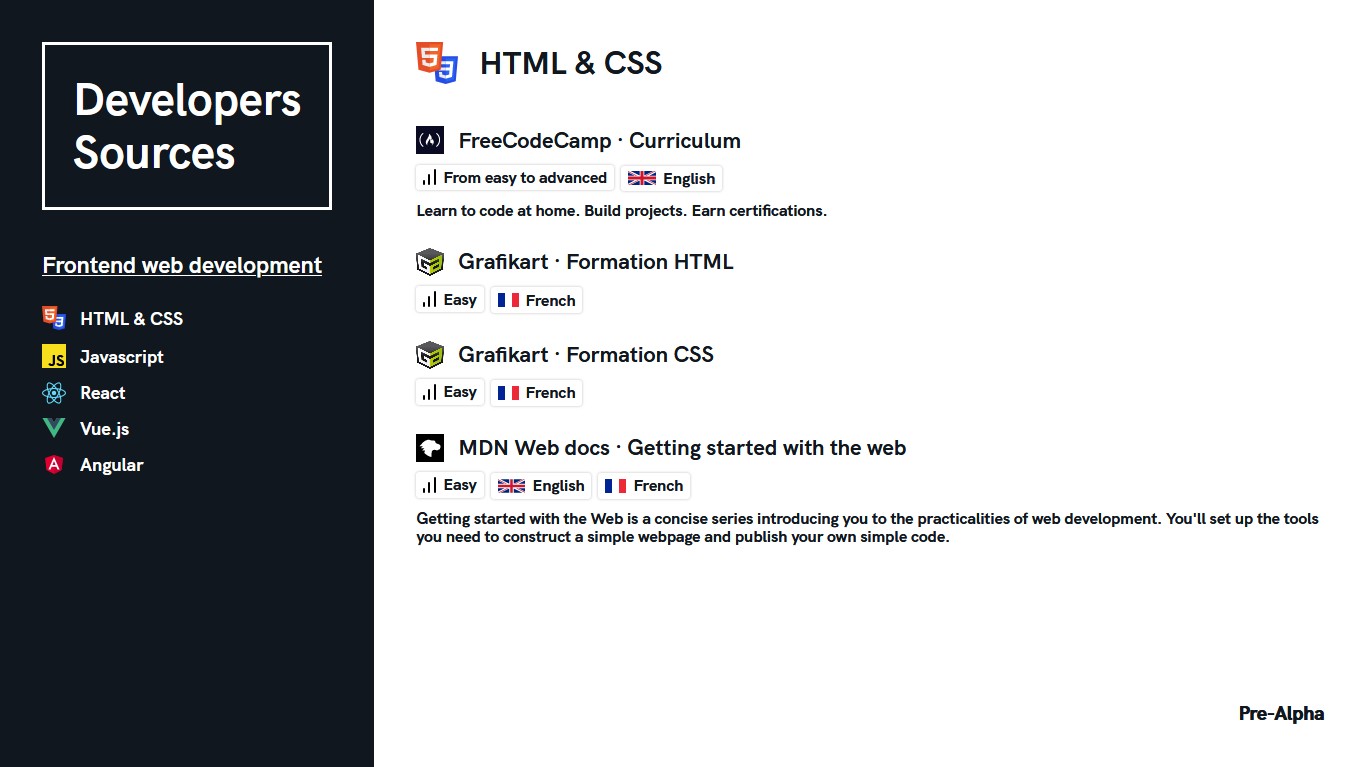 Developers
Sources
Frontend web development
HTML & CSS
JS Javascript
React
Vue.js
Angular
HTML & CSS
FreeCodeCamp · Curriculum
From easy to advanced English
Learn to code at home. Build projects. Earn certifications.
Grafikart · Formation HTML
Easy French
Grafikart · Formation CSS
Easy French
MDN Web docs · Getting started with the web
Easy English French
Getting started with the Web is a concise series introducing you to the practicalities of web development. You'll set up the tools
you need to construct a simple webpage and publish your own simple code.
Pre-Alpha